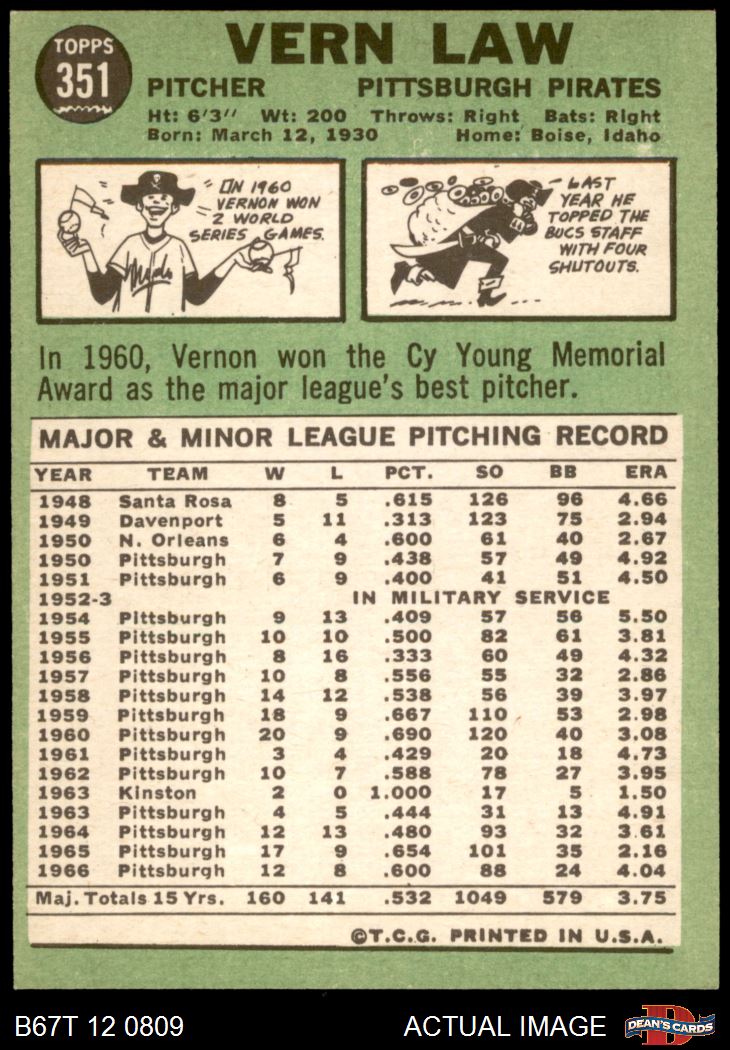 TOPPS
351
VERN LAW
PITCHER PITTSBURGH PIRATES
Ht: 6'3" Wt: 200 Throws: Right Bats: Right
Born: March 12, 1930 Home: Boise, Idaho
IN 1960
VERNON WON
2 WORLD
SERIES GAMES.
LAST
YEAR HE
TOPPED THE
BUCS STAFF
WITH FOUR
SHUTOUTS.
In 1960, Vernon won the Cy Young Memorial
Award as the major league's best pitcher.
MAJOR & MINOR LEAGUE PITCHING RECORD
YEAR TEAM W L PCT. SO BB ERA
1948 Santa Rosa 8 5 .615 126 96 4.66
1949 Davenport 5 11 .313 123 75 2.94
1950 N. Orleans 6 4 .600 61 40 2.67
1950 Pittsburgh 7 9 .438 57 49 4.92
1951 Pittsburgh 6 9 .400 41 51 4.50
1952-3 IN MILITARY SERVICE
1954 Pittsburgh 9 13 .409 57 56 5.50
1955 Pittsburgh 10 10 .500 82 61 3.81
1956 Pittsburgh 8 16 .333 60 49 4.32
1957 Pittsburgh 10 8 .556 55 32 2.86
1958 Pittsburgh 14 12 .538 56 39 3.97
1959 Pittsburgh 18 9 .667 110 53 2.98
1960 Pittsburgh 20 9 .690 120 40 3.08
1961 Pittsburgh 3 4 .429 20 18 4.73
1962 Pittsburgh 10 7 .588 78 27 3.95
1963 Kinston 2 0 1.000 17 5 1.50
1963 Pittsburgh 4 5 .444 31 13 4.91
1964 Pittsburgh 12 13 .480 93 32 3.61
1965 Pittsburgh 17 9 .654 101 35 2.16
1966 Pittsburgh 12 8 .600 88 24 4.04
Maj. Totals 15 Yrs. 160 141 .532 1049 579 3.75
©T.C.G. PRINTED IN U.S.A.
B67T 12 0809 ACTUAL IMAGE D DEAN'S CARDS